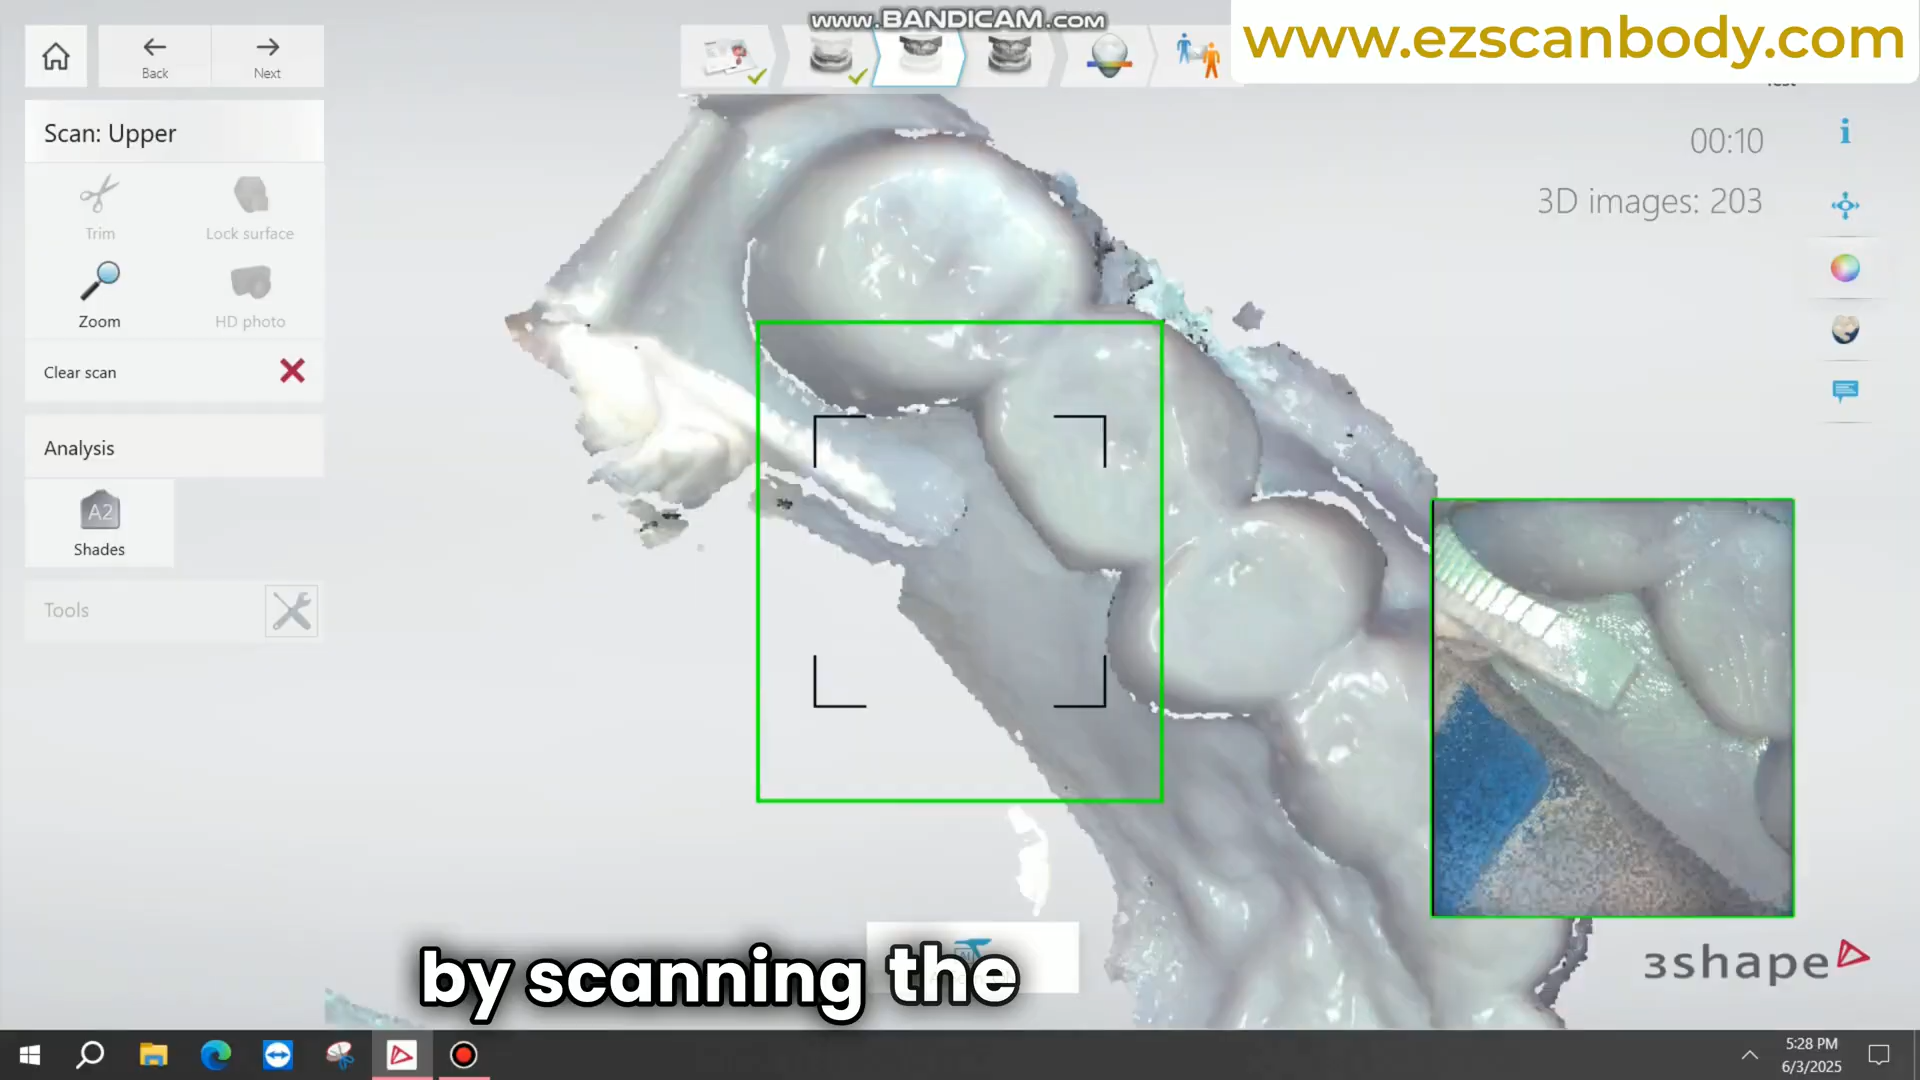 www.BANDICAM.com
www.ezscanbody.com
Back
Next
Scan: Upper
00:10
3D images: 203
Trim
Lock surface
Zoom
HD photo
Clear scan
Analysis
A2
Shades
Tools
by scanning the
3shape
5:28 PM
6/3/2025